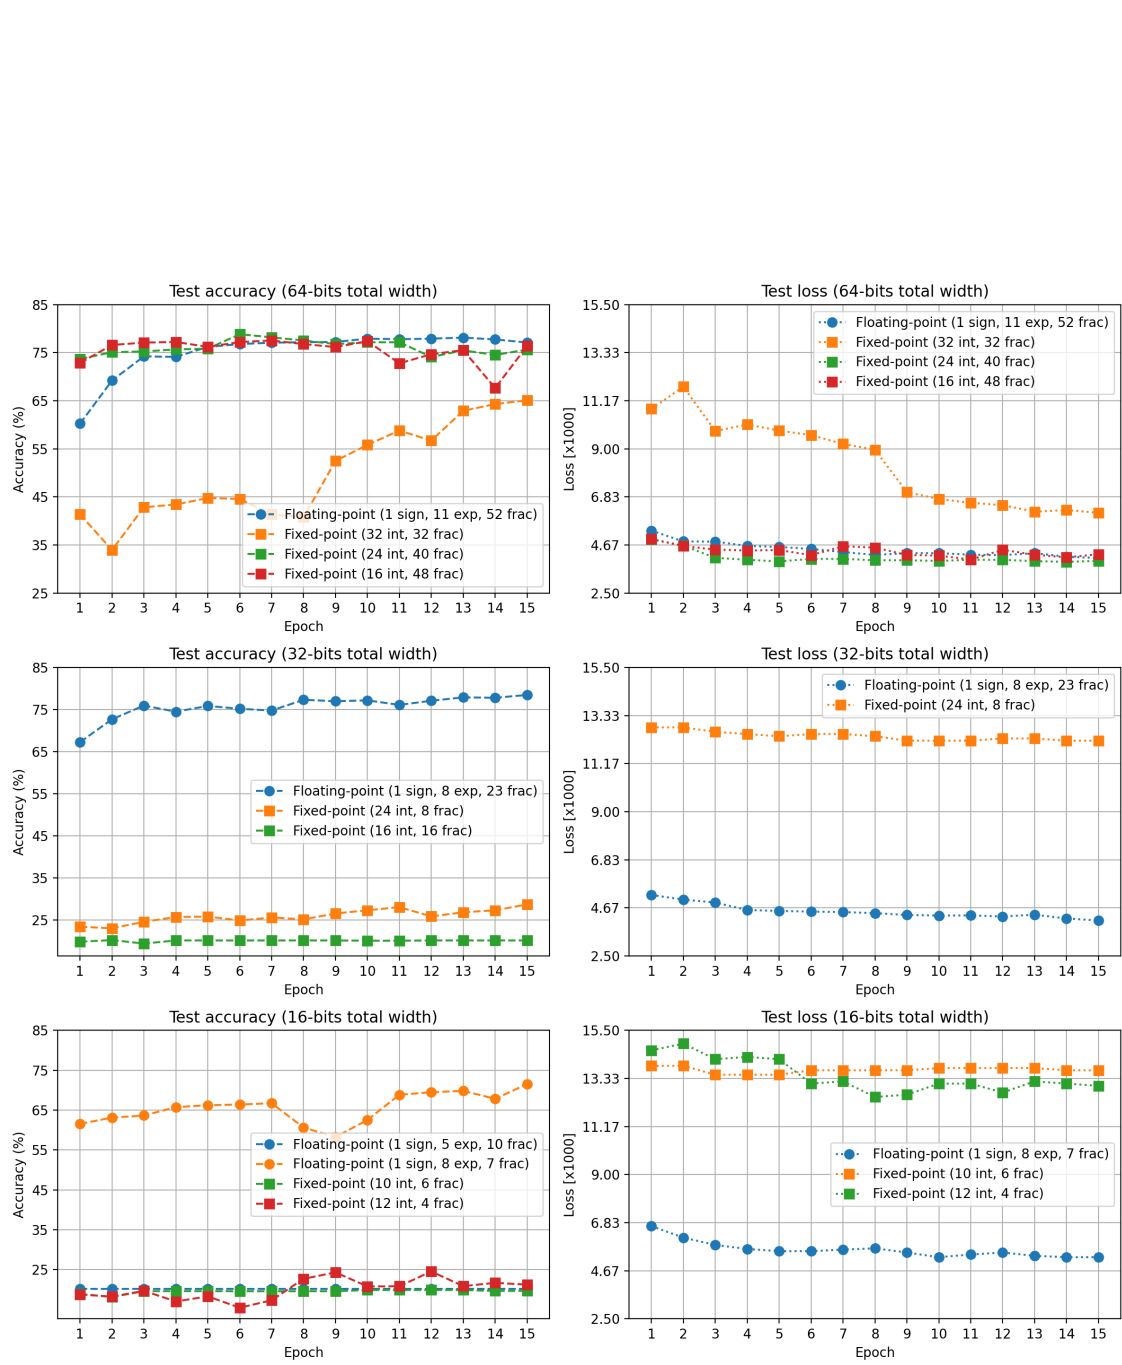 Test accuracy (64-bits total width)
85
75
65
55
45
35
25
Accuracy (%)
Floating-point (1 sign, 11 exp, 52 frac)
Fixed-point (32 int, 32 frac)
Fixed-point (24 int, 40 frac)
Fixed-point (16 int, 48 frac)
1 2 3 4 5 6 7 8 9 10 11 12 13 14 15
Epoch
Test loss (64-bits total width)
15.50
13.33
11.17
9.00
6.83
4.67
2.50
Loss [x1000]
Floating-point (1 sign, 11 exp, 52 frac)
Fixed-point (32 int, 32 frac)
Fixed-point (24 int, 40 frac)
Fixed-point (16 int, 48 frac)
1 2 3 4 5 6 7 8 9 10 11 12 13 14 15
Epoch
Test accuracy (32-bits total width)
85
75
65
55
45
35
25
Accuracy (%)
Floating-point (1 sign, 8 exp, 23 frac)
Fixed-point (24 int, 8 frac)
Fixed-point (16 int, 16 frac)
1 2 3 4 5 6 7 8 9 10 11 12 13 14 15
Epoch
Test loss (32-bits total width)
15.50
13.33
11.17
9.00
6.83
4.67
2.50
Loss [x1000]
Floating-point (1 sign, 8 exp, 23 frac)
Fixed-point (24 int, 8 frac)
1 2 3 4 5 6 7 8 9 10 11 12 13 14 15
Epoch
Test accuracy (16-bits total width)
85
75
65
55
45
35
25
Accuracy (%)
Floating-point (1 sign, 5 exp, 10 frac)
Floating-point (1 sign, 8 exp, 7 frac)
Fixed-point (10 int, 6 frac)
Fixed-point (12 int, 4 frac)
1 2 3 4 5 6 7 8 9 10 11 12 13 14 15
Epoch
Test loss (16-bits total width)
15.50
13.33
11.17
9.00
6.83
4.67
2.50
Loss [x1000]
Floating-point (1 sign, 8 exp, 7 frac)
Fixed-point (10 int, 6 frac)
Fixed-point (12 int, 4 frac)
1 2 3 4 5 6 7 8 9 10 11 12 13 14 15
Epoch